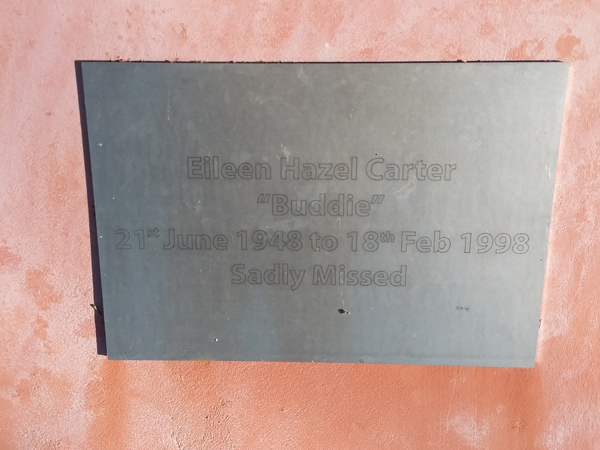 Eileen Hazel Carter
“Buddie”
21st June 1948 to 18th Feb 1998
Sadly Missed